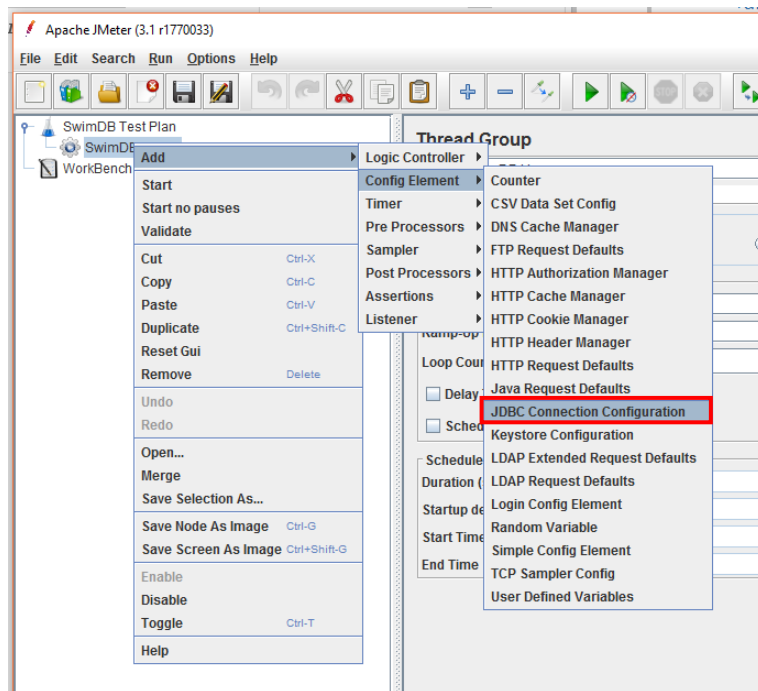 Apache JMeter (3.1 r1770033)
File Edit Search Run Options Help
STOP
SwimDB Test Plan
SwimDB
WorkBench
Thread Group
Add
Start
Start no pauses
Validate
Cut Ctrl-X
Copy Ctrl-C
Paste Ctrl-V
Duplicate Ctrl+Shift-C
Reset Gui
Remove Delete
Undo
Redo
Open...
Merge
Save Selection As...
Save Node As Image Ctrl-G
Save Screen As Image Ctrl+Shift-G
Enable
Disable
Toggle Ctrl-T
Help
Logic Controller
Config Element
Timer
Pre Processors
Sampler
Post Processors
Assertions
Listener
Counter
CSV Data Set Config
DNS Cache Manager
FTP Request Defaults
HTTP Authorization Manager
HTTP Cache Manager
HTTP Cookie Manager
HTTP Header Manager
HTTP Request Defaults
Java Request Defaults
JDBC Connection Configuration
Keystore Configuration
LDAP Extended Request Defaults
LDAP Request Defaults
Login Config Element
Random Variable
Simple Config Element
TCP Sampler Config
User Defined Variables
Ramp-Up
Loop Coun
Delay
Sched
Schedule
Duration (
Startup de
Start Time
End Time